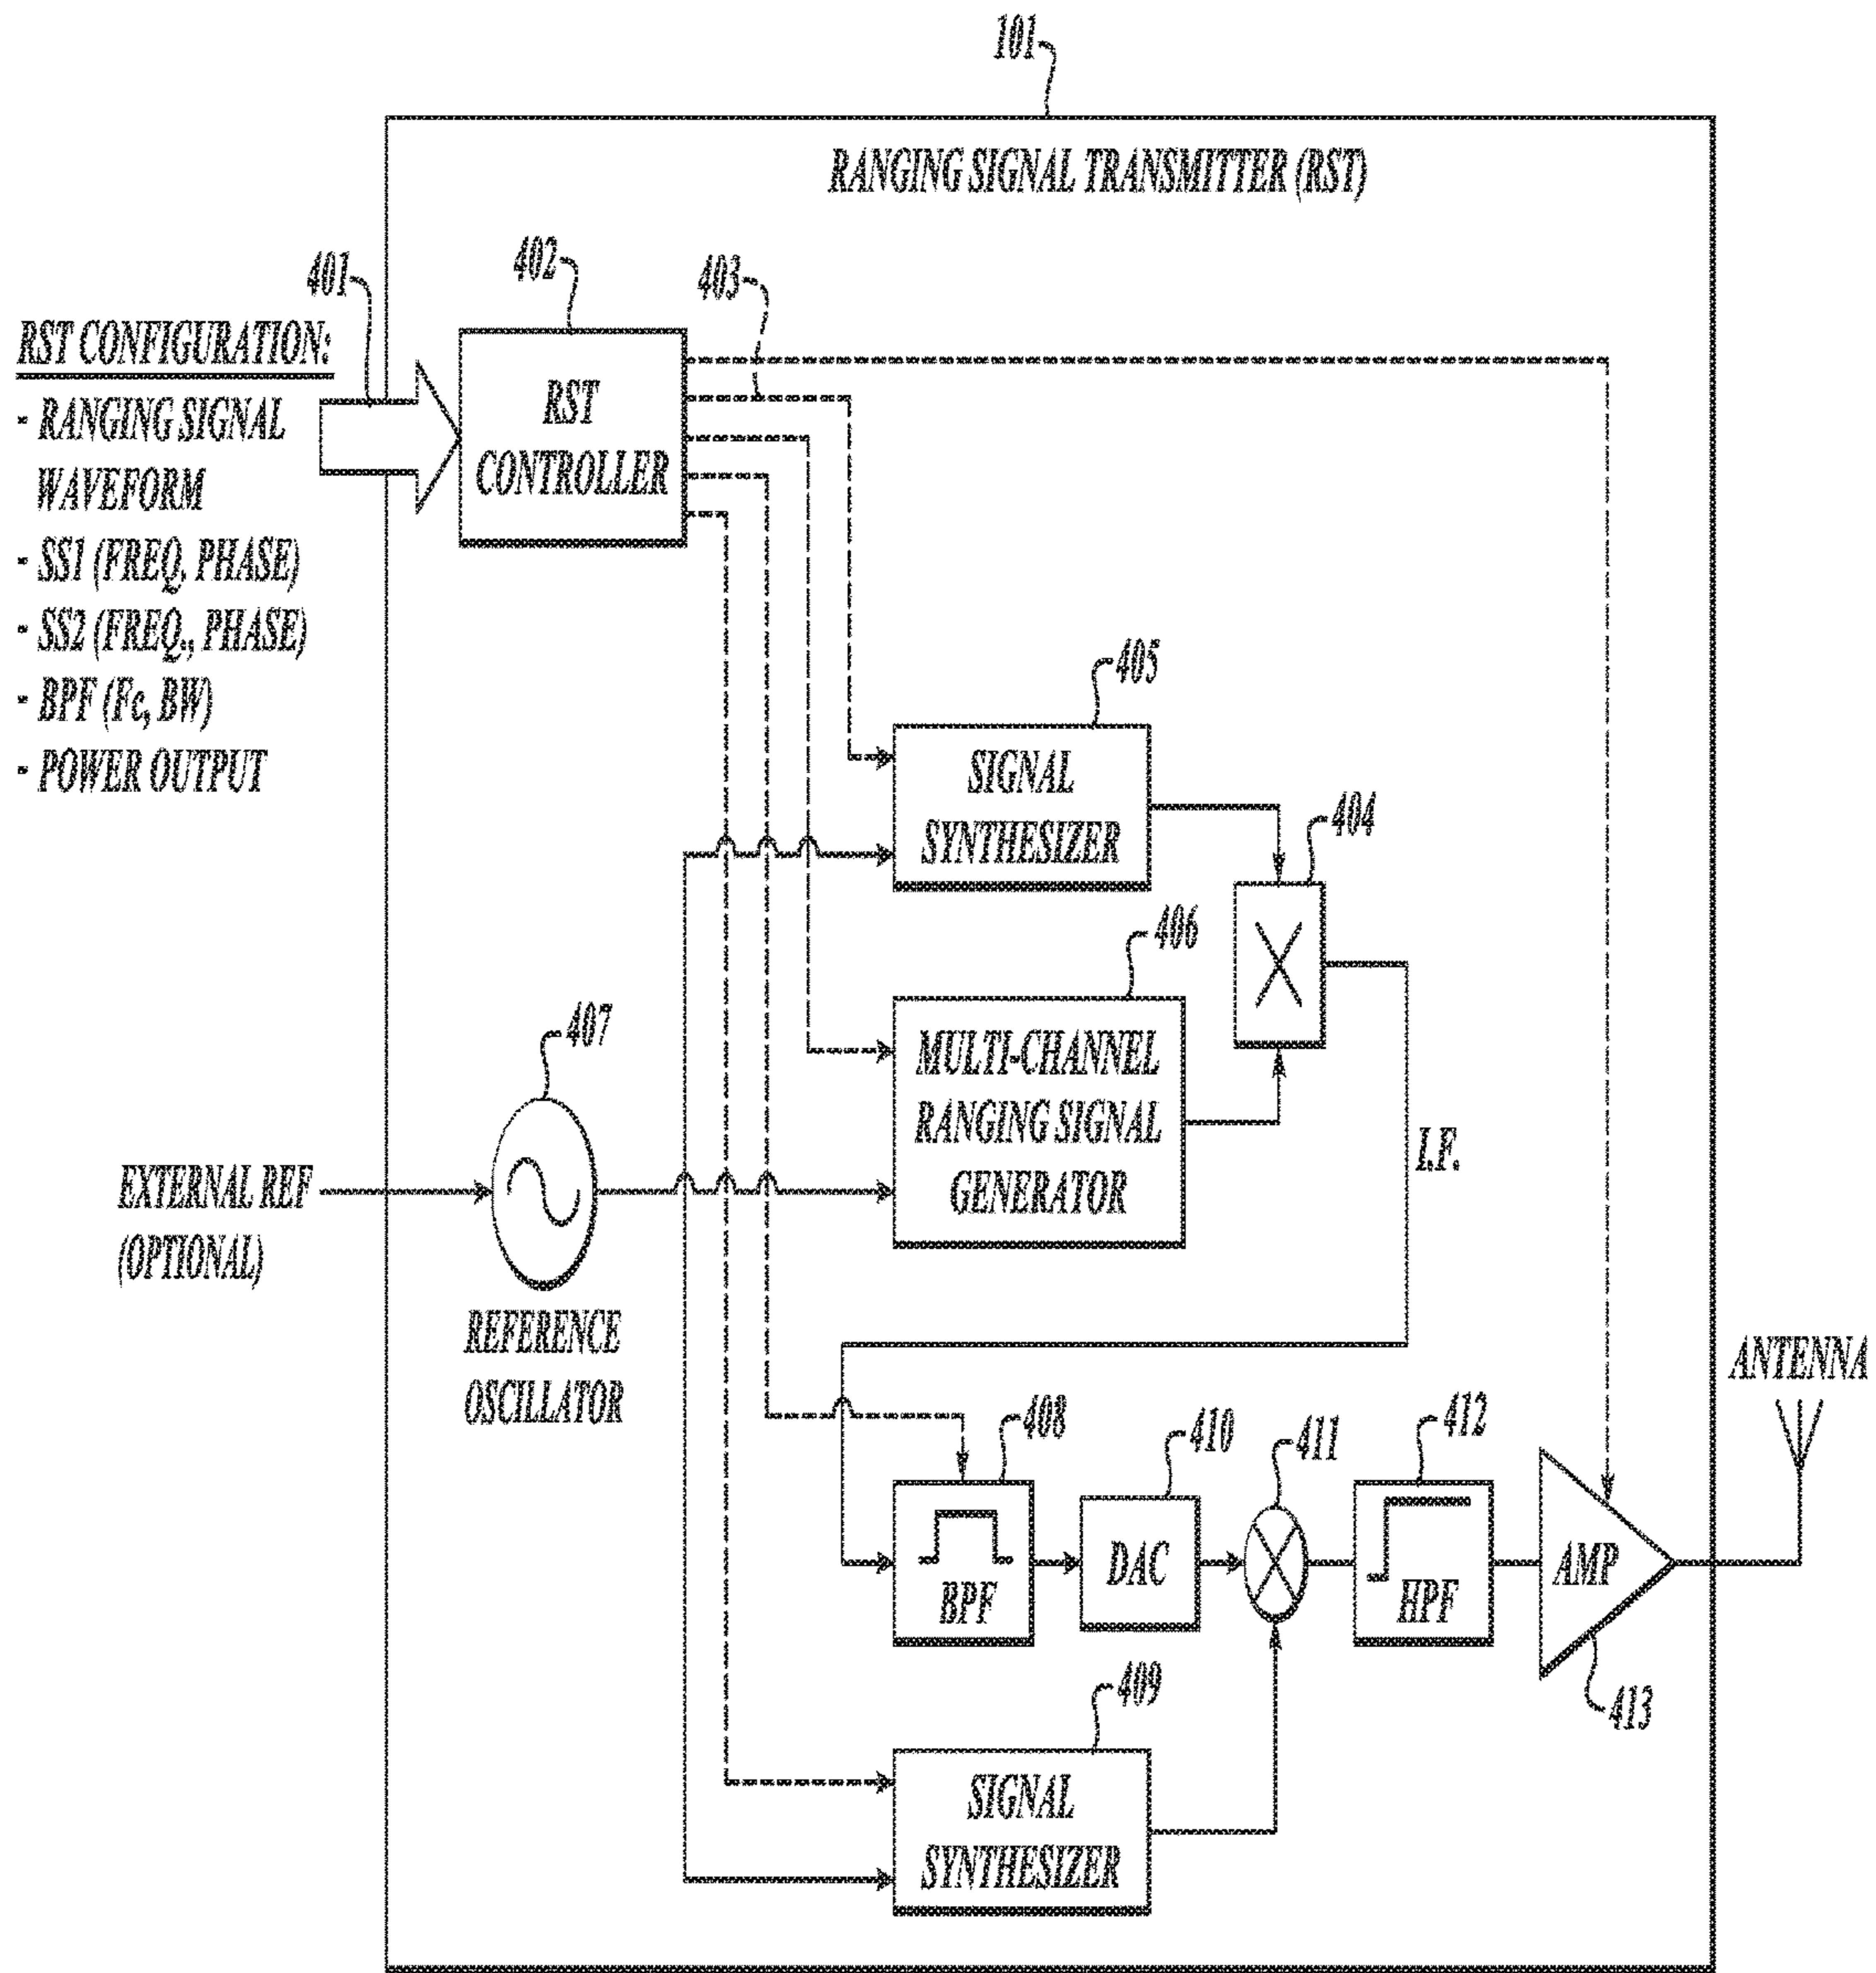 101
RANGING SIGNAL TRANSMITTER (RST)
401
402
403
RST CONFIGURATION:
- RANGING SIGNAL
WAVEFORM
- SS1 (FREQ. PHASE)
- SS2 (FREQ., PHASE)
- BPF (Fc, BW)
- POWER OUTPUT
RST
CONTROLLER
405
SIGNAL
SYNTHESIZER
404
406
MULTI-CHANNEL
RANGING SIGNAL
GENERATOR
407
EXTERNAL REF
(OPTIONAL)
REFERENCE
OSCILLATOR
I.F.
ANTENNA
408
BPF
410
DAC
411
412
HPF
AMP
413
409
SIGNAL
SYNTHESIZER